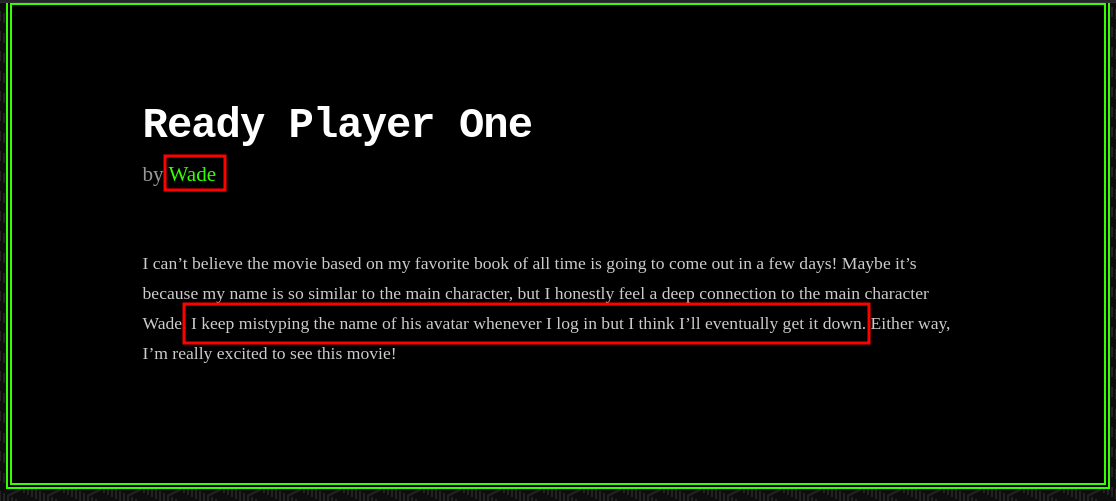 Ready Player One
by Wade
I can’t believe the movie based on my favorite book of all time is going to come out in a few days! Maybe it’s
because my name is so similar to the main character, but I honestly feel a deep connection to the main character
Wade. I keep mistyping the name of his avatar whenever I log in but I think I’ll eventually get it down. Either way,
I’m really excited to see this movie!